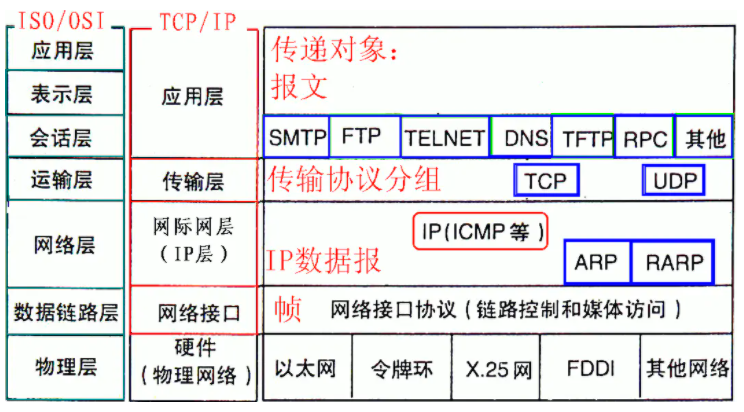 ISO/OSI TCP/IP
应用层
表示层
会话层
运输层
网络层
数据链路层
物理层
应用层
传输层
网际网层
(IP层)
网络接口
硬件
(物理网络)
传递对象:
报文
SMTP FTP TELNET DNS TFTP RPC 其他
传输协议分组 TCP UDP
IP(ICMP等)
IP数据报 ARP RARP
帧 网络接口协议(链路控制和媒体访问)
以太网 令牌环 X.25网 FDDI 其他网络